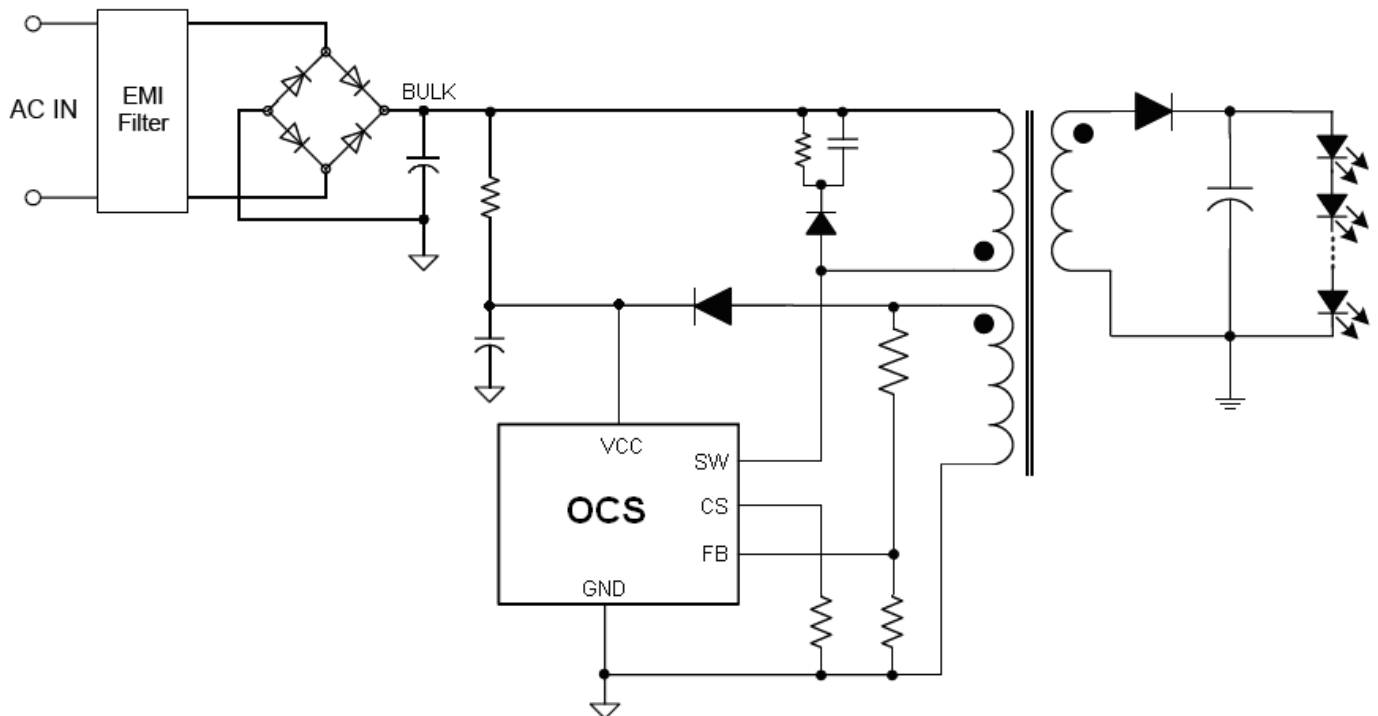 AC IN
EMI
Filter
BULK
VCC
SW
OCS
CS
FB
GND